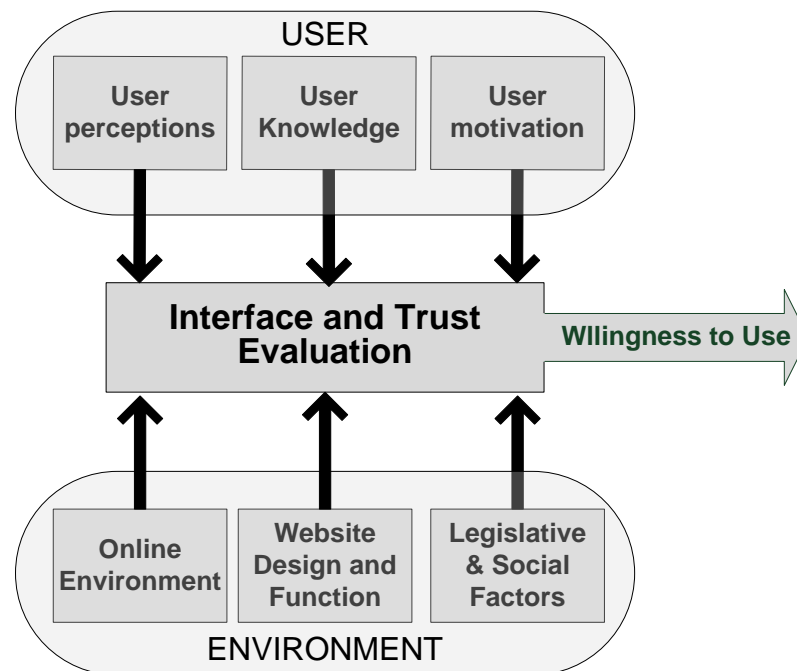 USER
User
perceptions
User
Knowledge
User
motivation
Interface and Trust
Evaluation
WIlingness to Use
Online
Environment
Website
Design and
Function
Legislative
& Social
Factors
ENVIRONMENT